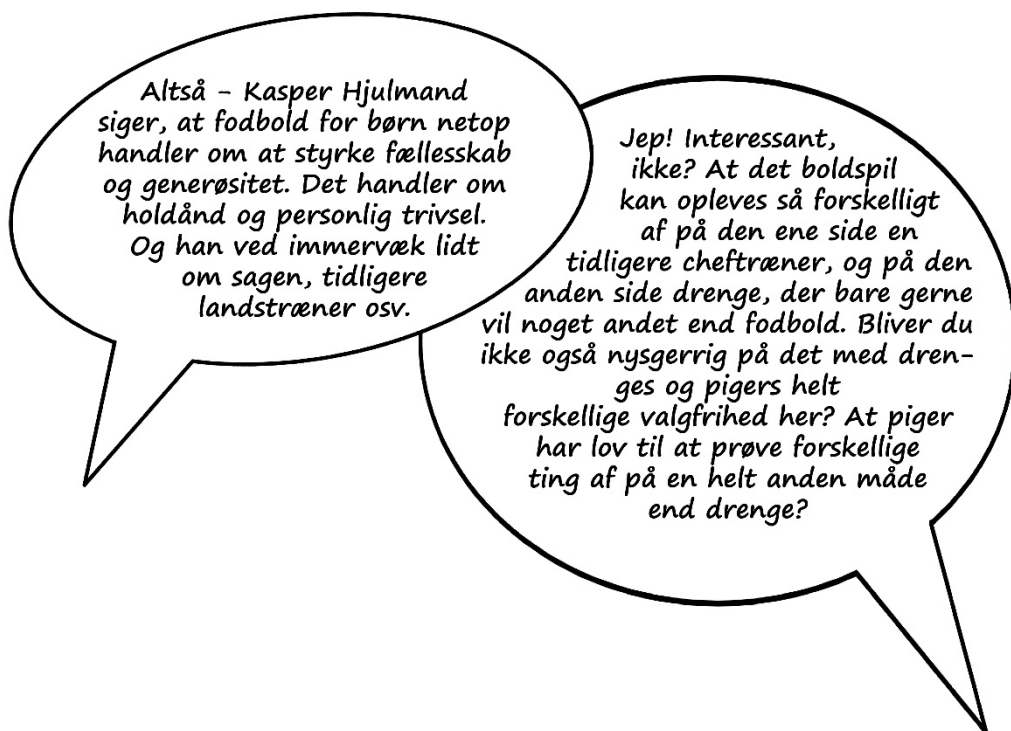 Altså – Kasper Hjulmand
siger, at fodbold for børn netop
handler om at styrke fællesskab
og generøsitet. Det handler om
holdånd og personlig trivsel.
Og han ved immervæk lidt
om sagen, tidligere
landstræner osv.
Jep! Interessant,
ikke? At det boldspil
kan opleves så forskelligt
af på den ene side en
tidligere cheftræner, og på den
anden side drenge, der bare gerne
vil noget andet end fodbold. Bliver du
ikke også nysgerrig på det med dren-
ges og pigers helt
forskellige valgfrihed her? At piger
har lov til at prøve forskellige
ting af på en helt anden måde
end drenge?